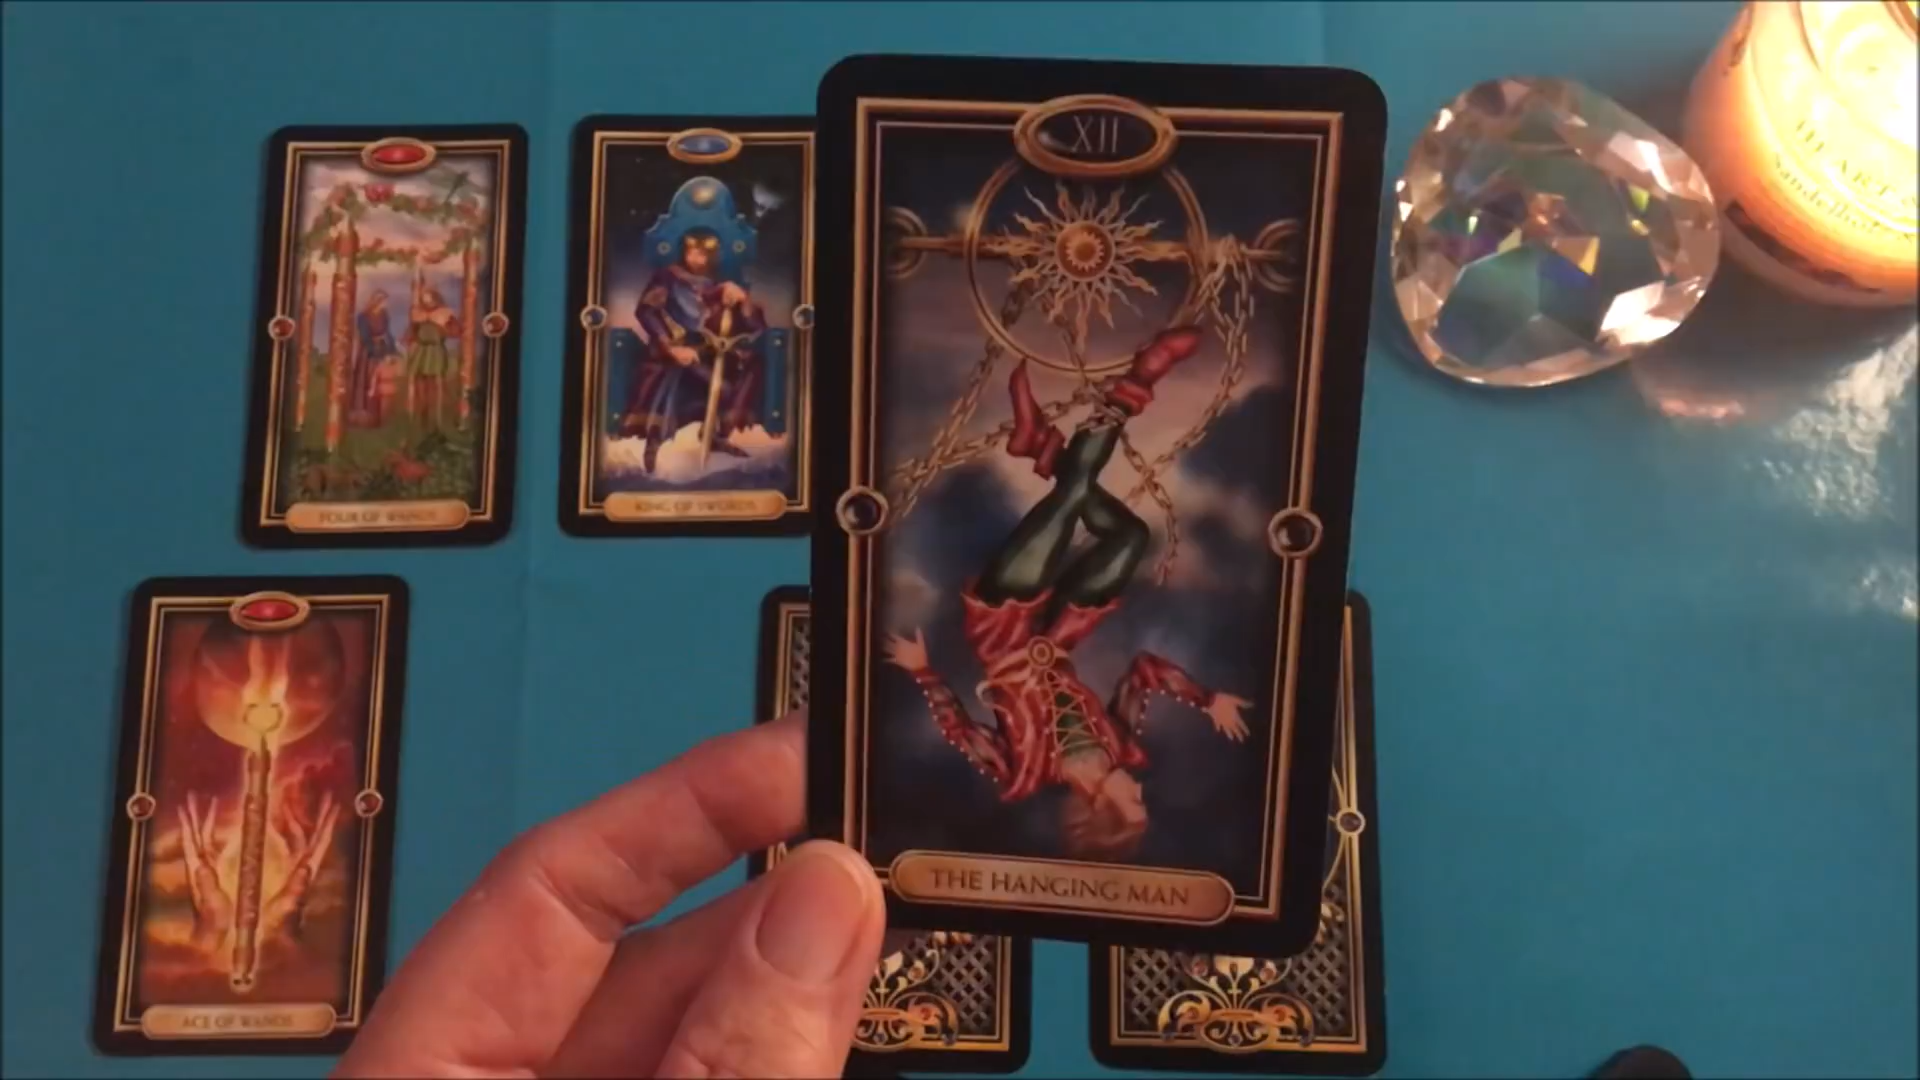 XII
FOUR OF WANDS
KING OF SWORDS
THE HANGING MAN
ACE OF WANDS